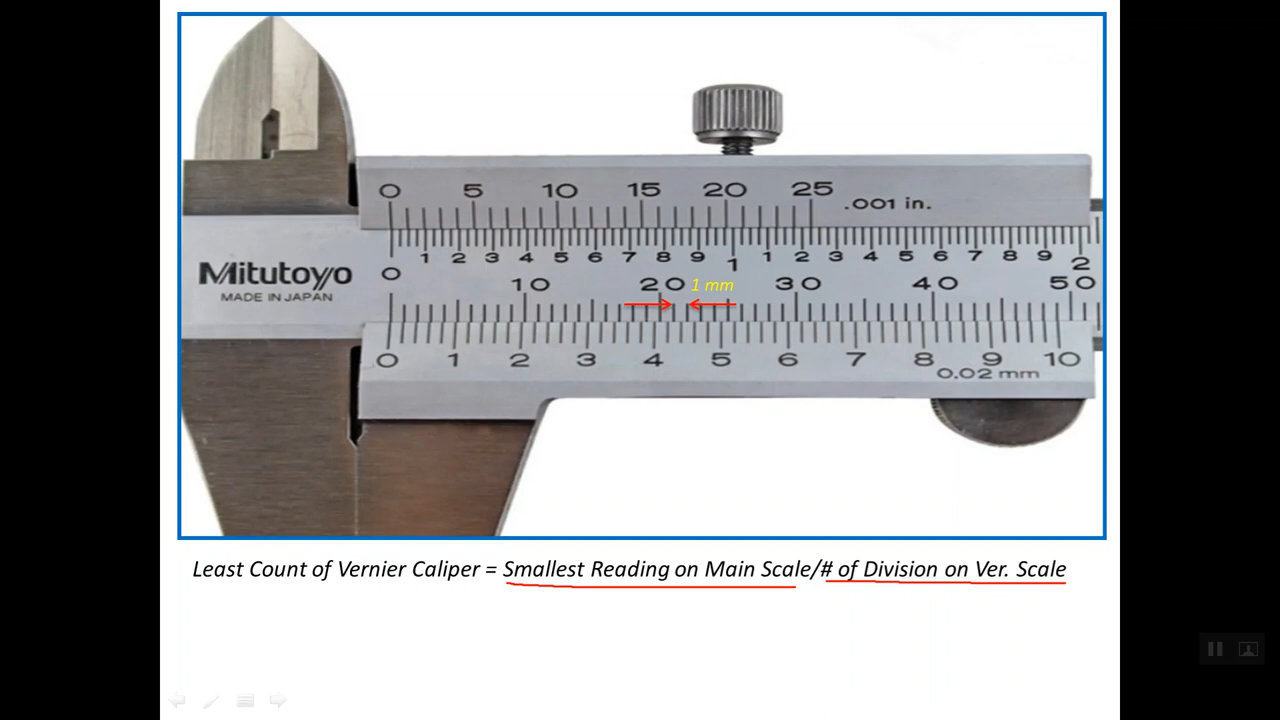 0 5 10 15 20 25 .001 in.
1 2 3 4 5 6 7 8 9 1 1 2 3 4 5 6 7 8 9 2
Mitutoyo
MADE IN JAPAN
0 10 20 1 mm 30 40 50
0 1 2 3 4 5 6 7 8 9 10
0.02 mm
Least Count of Vernier Caliper = Smallest Reading on Main Scale/# of Division on Ver. Scale